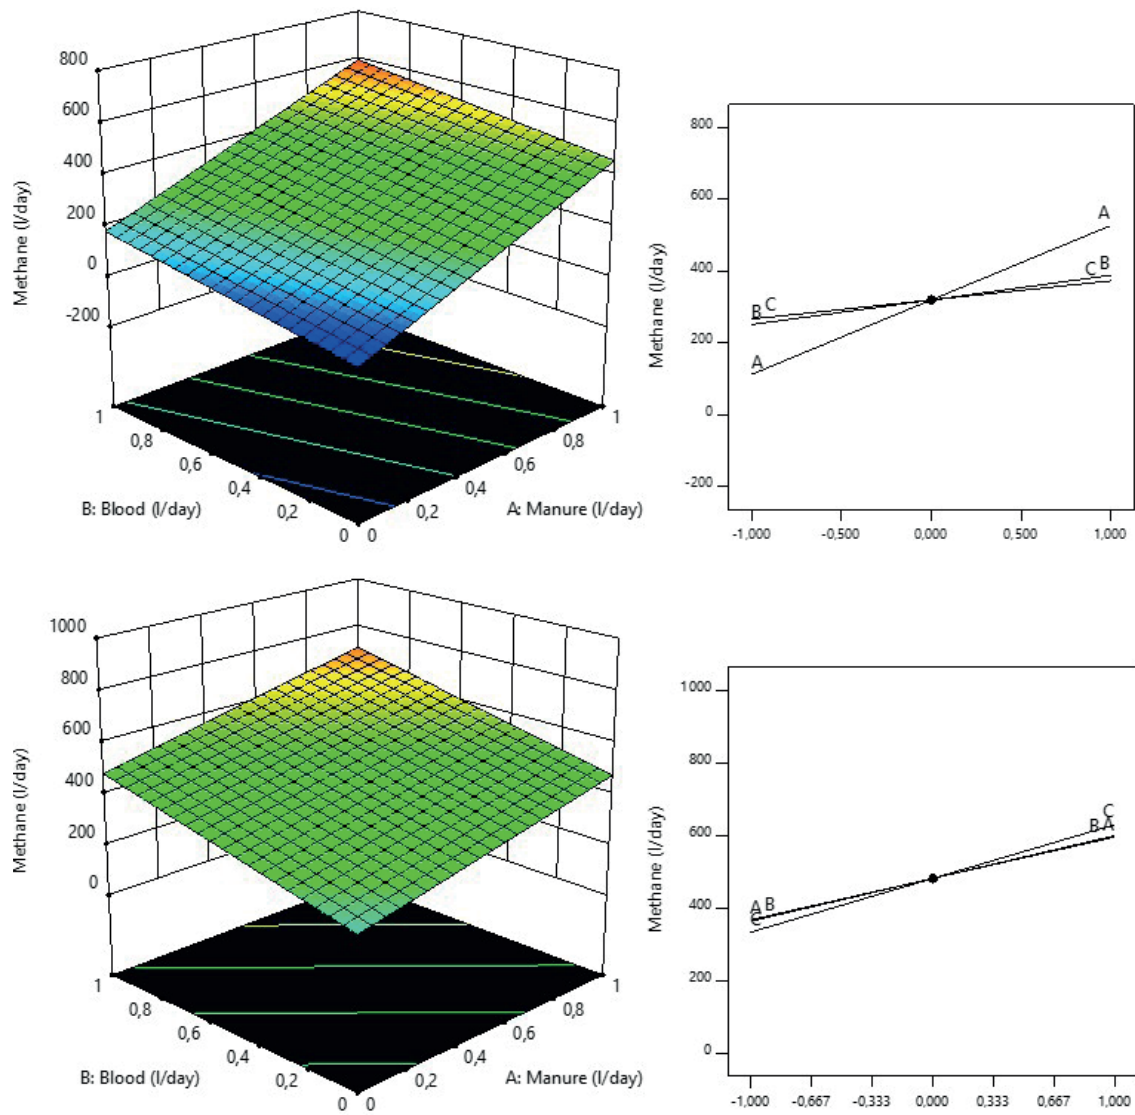 800
600
400
200
0
-200
Methane (l/day)
1
0,8
0,6
0,4
0,2
0
B: Blood (l/day)
0
0,2
0,4
0,6
0,8
1
A: Manure (l/day)
800
600
400
200
0
-200
Methane (l/day)
A
C B
B C
A
-1,000 -0,500 0,000 0,500 1,000
1000
800
600
400
200
0
Methane (l/day)
1
0,8
0,6
0,4
0,2
0
B: Blood (l/day)
0
0,2
0,4
0,6
0,8
1
A: Manure (l/day)
1000
800
600
400
200
0
Methane (l/day)
C
B A
A B
C
-1,000 -0,667 -0,333 0,000 0,333 0,667 1,000